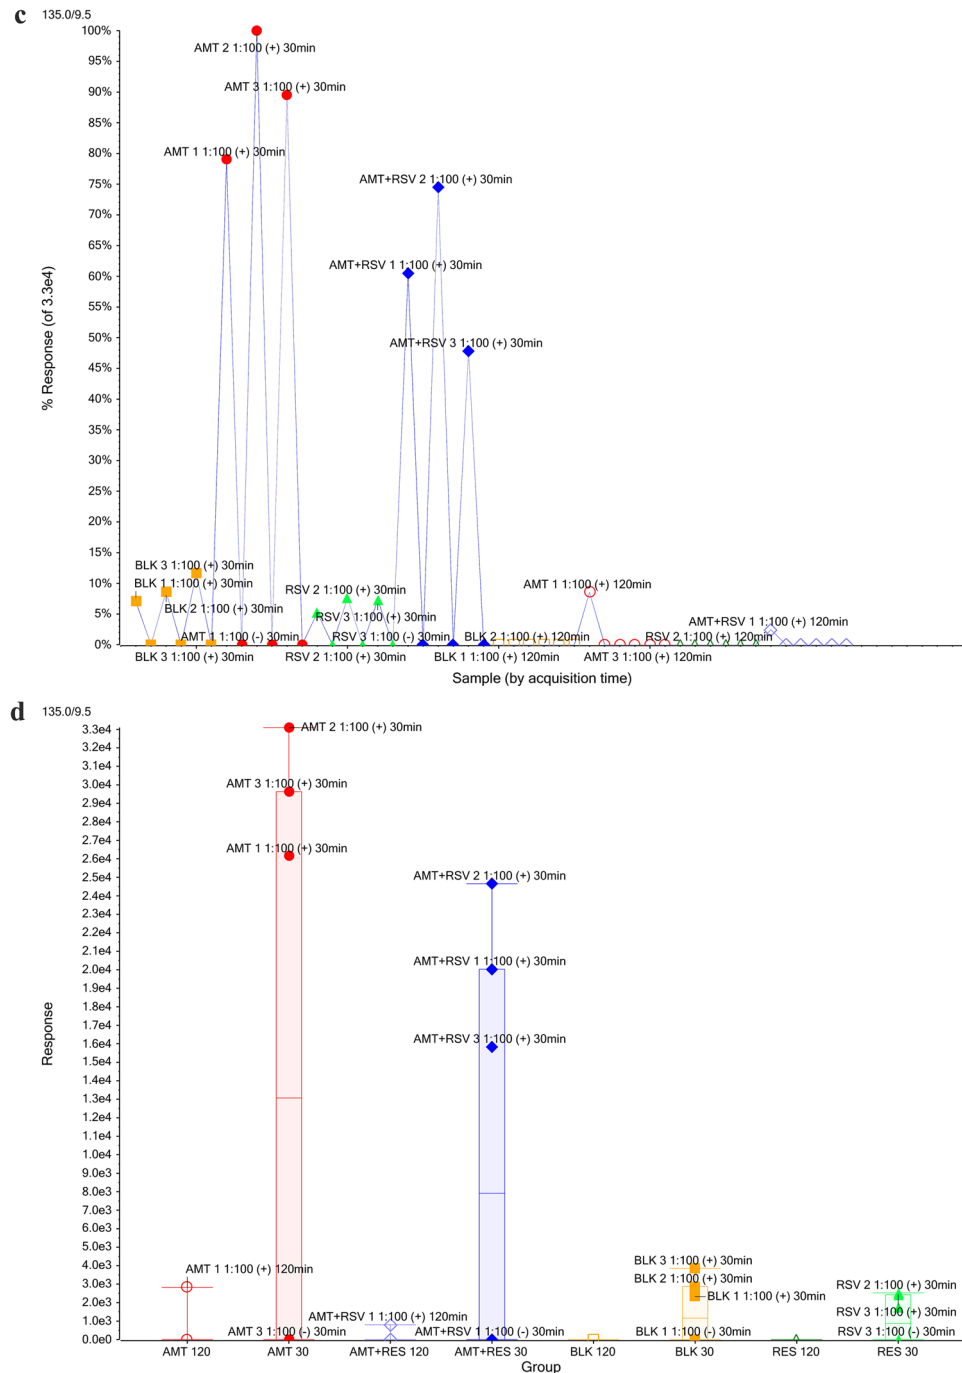 c
135.0/9.5
100%
95%
90%
85%
80%
75%
70%
65%
60%
55%
50%
45%
40%
35%
30%
25%
20%
15%
10%
5%
0%
% Response (of 3.3e4)
AMT 2 1:100 (+) 30min
AMT 3 1:100 (+) 30min
AMT 1 1:100 (+) 30min
AMT+RSV 2 1:100 (+) 30min
AMT+RSV 1 1:100 (+) 30min
AMT+RSV 3 1:100 (+) 30min
BLK 3 1:100 (+) 30min
BLK 1 1:100 (+) 30min
BLK 2 1:100 (+) 30min
RSV 2 1:100 (+) 30min
RSV 3 1:100 (+) 30min
AMT 1 1:100 (+) 120min
AMT+RSV 1 1:100 (+) 120min
AMT 1 1:100 (-) 30min
RSV 3 1:100 (-) 30min
BLK 2 1:100 (+) 120min
RSV 2 1:100 (+) 120min
BLK 3 1:100 (+) 30min
RSV 2 1:100 (+) 30min
BLK 1 1:100 (+) 120min
AMT 3 1:100 (+) 120min
Sample (by acquisition time)
d
135.0/9.5
3.3e4
3.2e4
3.1e4
3.0e4
2.9e4
2.8e4
2.7e4
2.6e4
2.5e4
2.4e4
2.3e4
2.2e4
2.1e4
2.0e4
1.9e4
1.8e4
1.7e4
1.6e4
1.5e4
1.4e4
1.3e4
1.2e4
1.1e4
1.0e4
9.0e3
8.0e3
7.0e3
6.0e3
5.0e3
4.0e3
3.0e3
2.0e3
1.0e3
0.0e0
Response
AMT 2 1:100 (+) 30min
AMT 3 1:100 (+) 30min
AMT 1 1:100 (+) 30min
AMT+RSV 2 1:100 (+) 30min
AMT+RSV 1 1:100 (+) 30min
AMT+RSV 3 1:100 (+) 30min
AMT 1 1:100 (+) 120min
BLK 3 1:100 (+) 30min
BLK 2 1:100 (+) 30min
BLK 1 1:100 (+) 30min
RSV 2 1:100 (+) 30min
RSV 3 1:100 (+) 30min
AMT+RSV 1 1:100 (+) 120min
AMT 3 1:100 (-) 30min
AMT+RSV 1 1:100 (-) 30min
BLK 1 1:100 (-) 30min
RSV 3 1:100 (-) 30min
AMT 120
AMT 30
AMT+RES 120
AMT+RES 30
BLK 120
BLK 30
RES 120
RES 30
Group